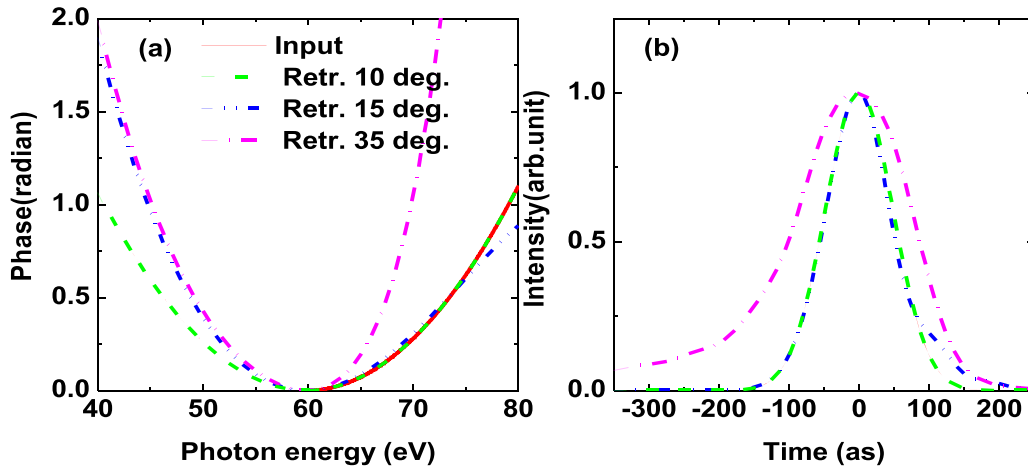 (a)
Input
Retr. 10 deg.
Retr. 15 deg.
Retr. 35 deg.
Phase(radian)
2.0
1.5
1.0
0.5
0.0
40 50 60 70 80
Photon energy (eV)
(b)
Intensity(arb.unit)
1.0
0.5
0.0
-300 -200 -100 0 100 200
Time (as)